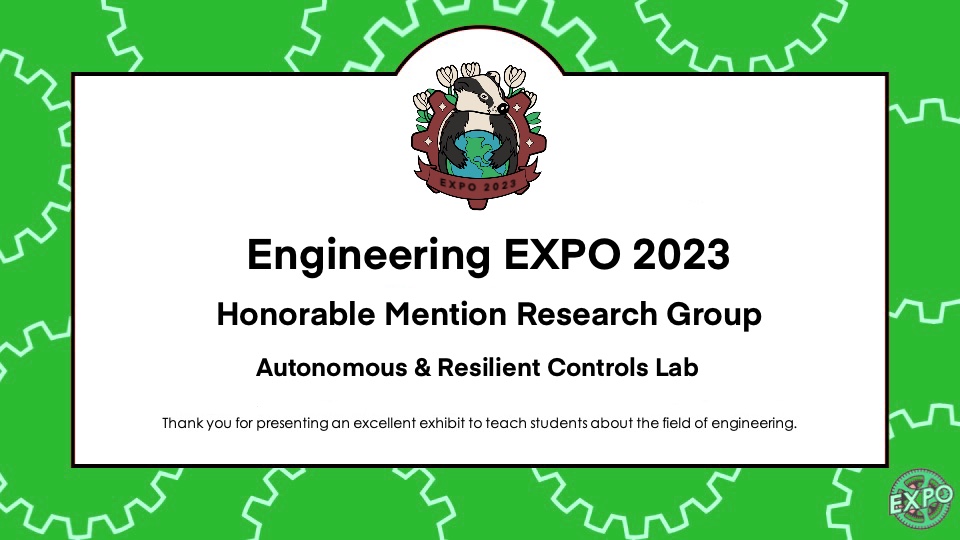 EXPO 2023
Engineering EXPO 2023
Honorable Mention Research Group
Autonomous & Resilient Controls Lab
Thank you for presenting an excellent exhibit to teach students about the field of engineering.
EXPO